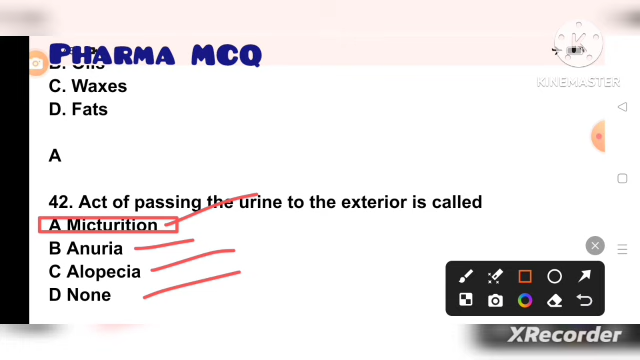 PHARMA MCQ
B. Oils
C. Waxes
D. Fats
A
42. Act of passing the urine to the exterior is called
A Micturition
B Anuria
C Alopecia
D None
KINEMASTER
XRecorder